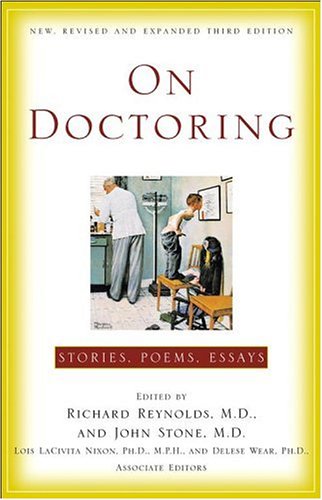 NEW, REVISED AND EXPANDED THIRD EDITION
ON
DOCTORING
STORIES, POEMS, ESSAYS
EDITED BY
RICHARD REYNOLDS, M.D.,
AND JOHN STONE, M.D.
LOIS LACIVITA NIXON, PH.D., M.P.H., AND DELESE WEAR, PH.D.,
ASSOCIATE EDITORS